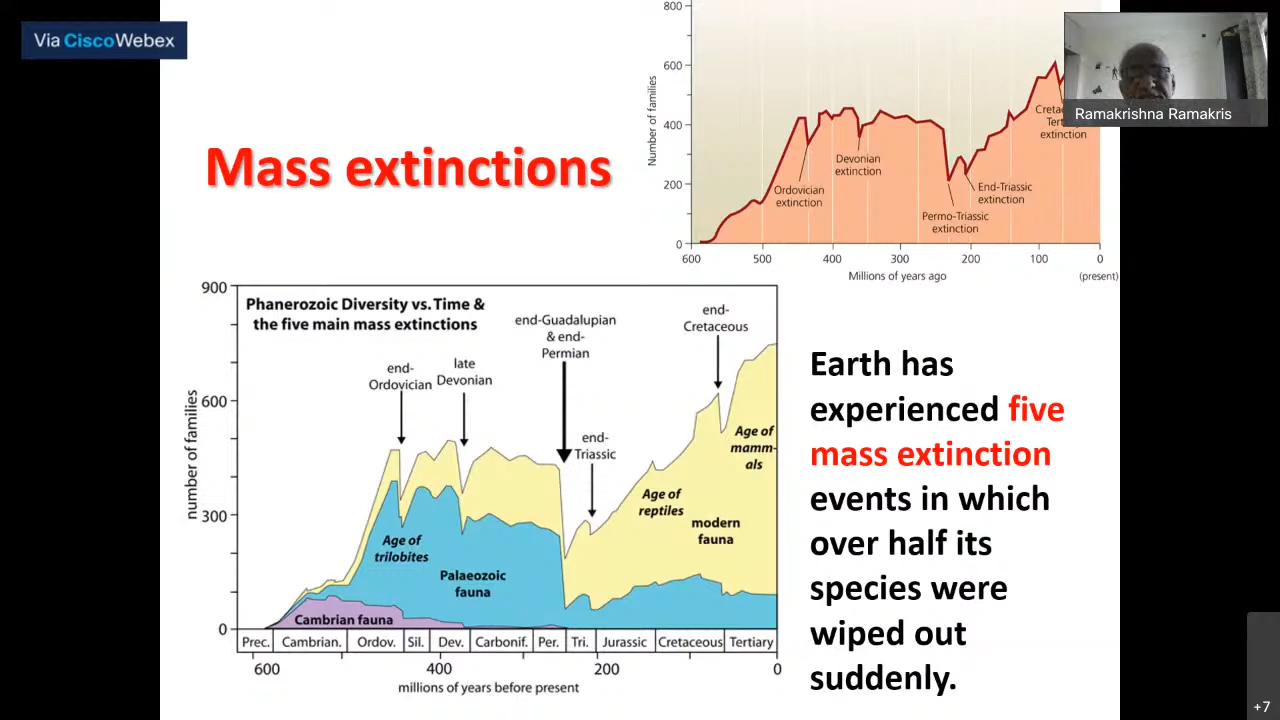 Via Cisco Webex
800
600
400
200
0
Number of families
Ordovician
extinction
Devonian
extinction
Permo-Triassic
extinction
End-Triassic
extinction
extinction
600
500
400
300
200
100
0
Millions of years ago
(present)
Ramakrishna Ramakris
Mass extinctions
900
600
300
0
number of families
Phanerozoic Diversity vs. Time &
the five main mass extinctions
end-
Ordovician
late
Devonian
end-Guadalupian
& end-
Permian
end-
Triassic
end-
Cretaceous
Age of
trilobites
Palaeozoic
fauna
Cambrian fauna
Age of
reptiles
modern
fauna
Age of
mamm-
als
Prec. Cambrian. Ordov. Sil. Dev. Carbonif. Per. Tri. Jurassic Cretaceous Tertiary
600
400
200
0
millions of years before present
Earth has
experienced five
mass extinction
events in which
over half its
species were
wiped out
suddenly.
+7